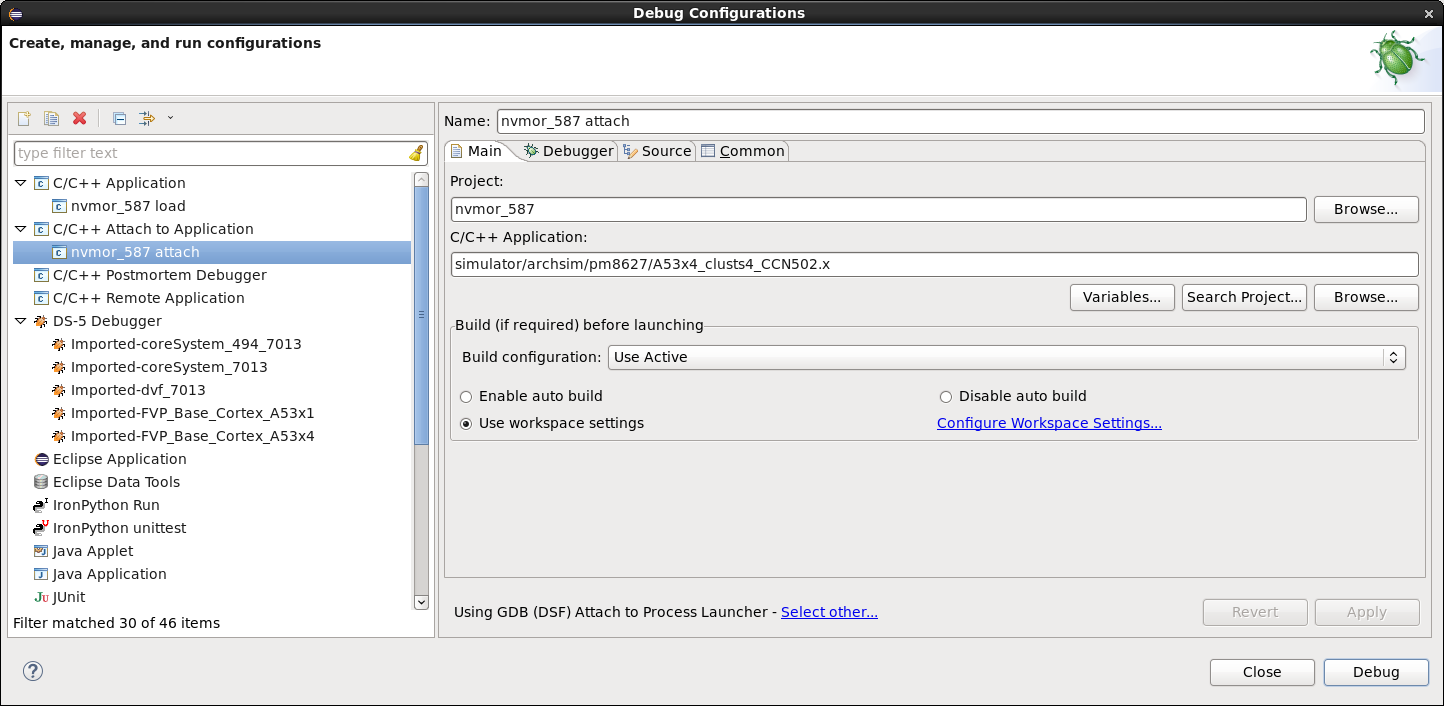 Debug Configurations
Create, manage, and run configurations
type filter text
C/C++ Application
nvmor_587 load
C/C++ Attach to Application
nvmor_587 attach
C/C++ Postmortem Debugger
C/C++ Remote Application
DS-5 Debugger
Imported-coreSystem_494_7013
Imported-coreSystem_7013
Imported-dvf_7013
Imported-FVP_Base_Cortex_A53x1
Imported-FVP_Base_Cortex_A53x4
Eclipse Application
Eclipse Data Tools
IronPython Run
IronPython unittest
Java Applet
Java Application
JUnit
Filter matched 30 of 46 items
Name: nvmor_587 attach
Main Debugger Source Common
Project:
nvmor_587 Browse...
C/C++ Application:
simulator/archsim/pm8627/A53x4_clusts4_CCN502.x
Variables... Search Project... Browse...
Build (if required) before launching
Build configuration: Use Active
Enable auto build Disable auto build
Use workspace settings Configure Workspace Settings...
Using GDB (DSF) Attach to Process Launcher - Select other... Revert Apply
Close Debug